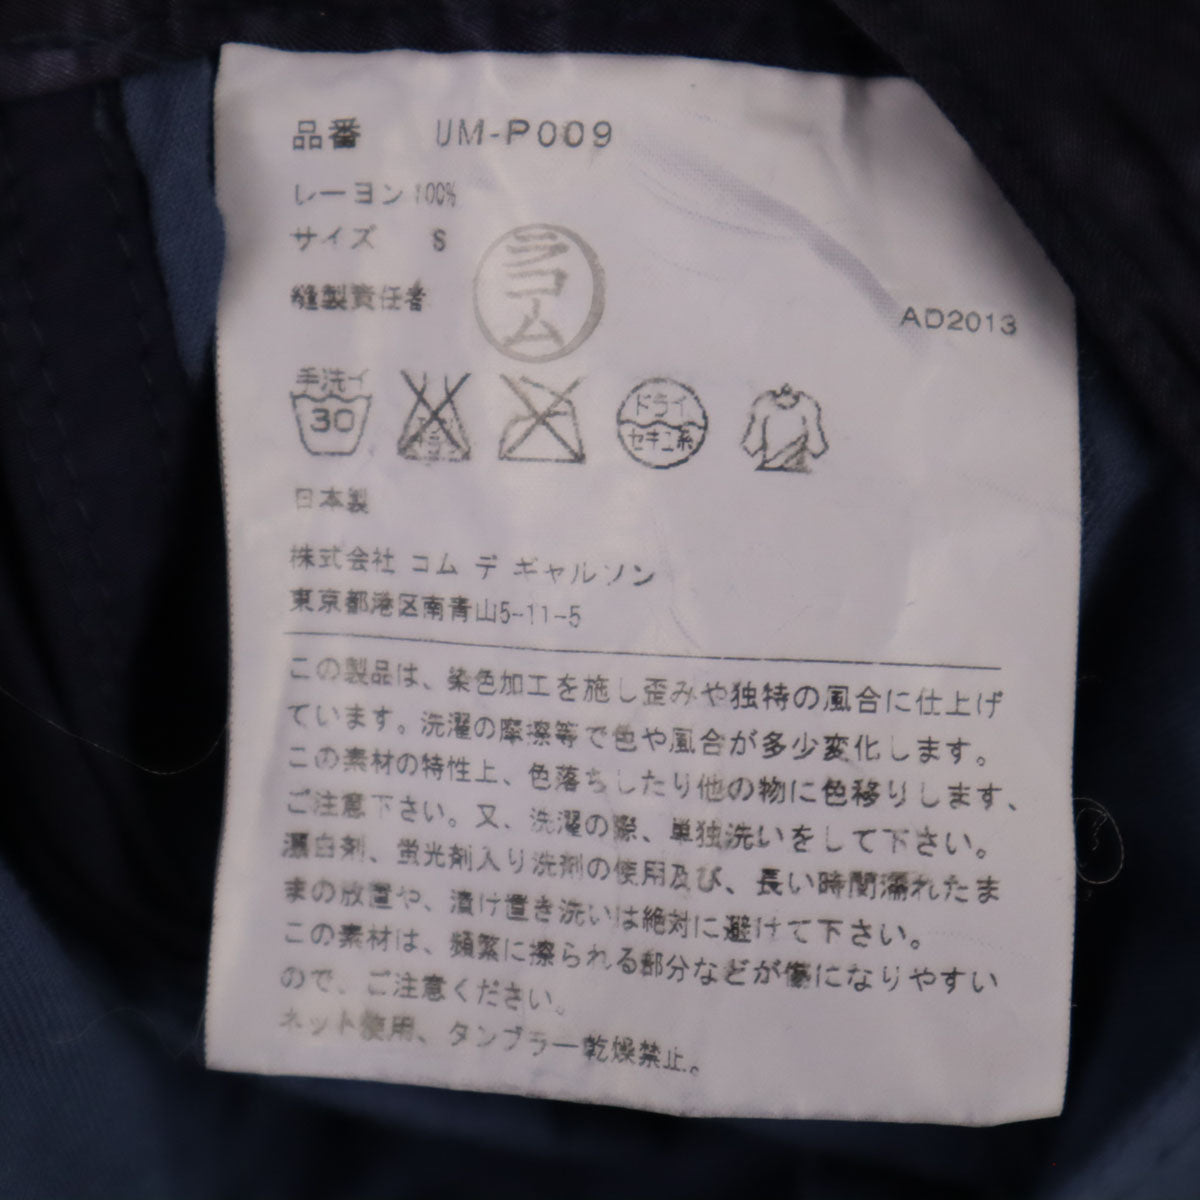 品番 UM-P009
レーヨン 100%
サイズ S
縫製責任者
ラコーム
AD2013
手洗イ
30
ドライ
セキユ系
日本製
株式会社 コム デ ギャルソン
東京都港区南青山5-11-5
この製品は、染色加工を施し歪みや独特の風合に仕上げ
ています。洗濯の摩擦等で色や風合が多少変化します。
この素材の特性上、色落ちしたり他の物に色移りします、
ご注意下さい。又、洗濯の際、単独洗いをして下さい。
漂白剤、蛍光剤入り洗剤の使用及び、長い時間濡れたま
まの放置や、漬け置き洗いは絶対に避けて下さい。
この素材は、頻繁に擦られる部分などが傷になりやすい
ので、ご注意ください。
ネット使用、タンブラー乾燥禁止。